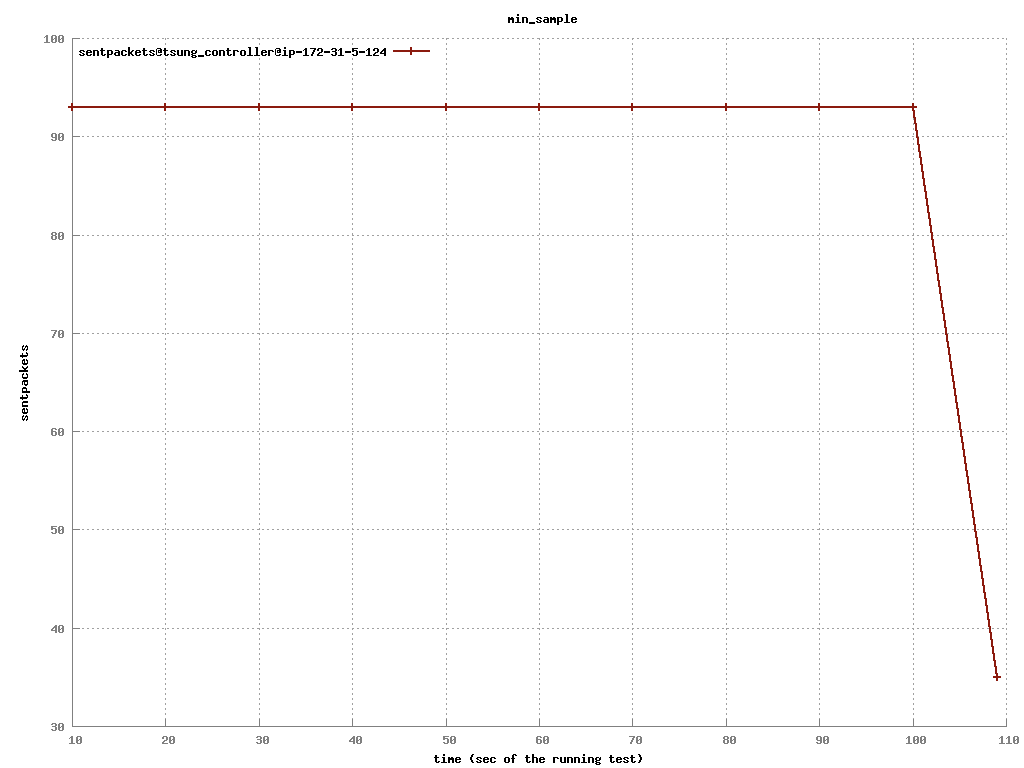 min_sample
sentpackets@tsung_controller@ip-172-31-5-124
100
90
80
70
60
50
40
30
sentpackets
10 20 30 40 50 60 70 80 90 100 110
time (sec of the running test)